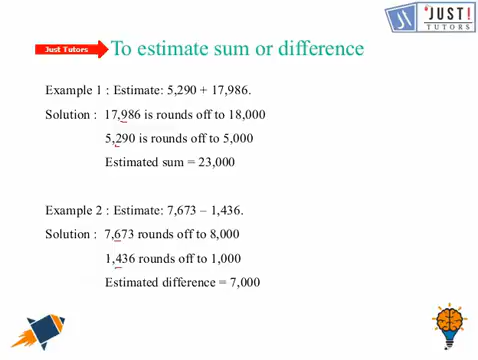 Just Tutors
To estimate sum or difference
'JUST!
TUTORS
Example 1 : Estimate: 5,290 + 17,986.
Solution : 17,986 is rounds off to 18,000
5,290 is rounds off to 5,000
Estimated sum = 23,000
Example 2 : Estimate: 7,673 – 1,436.
Solution : 7,673 rounds off to 8,000
1,436 rounds off to 1,000
Estimated difference = 7,000